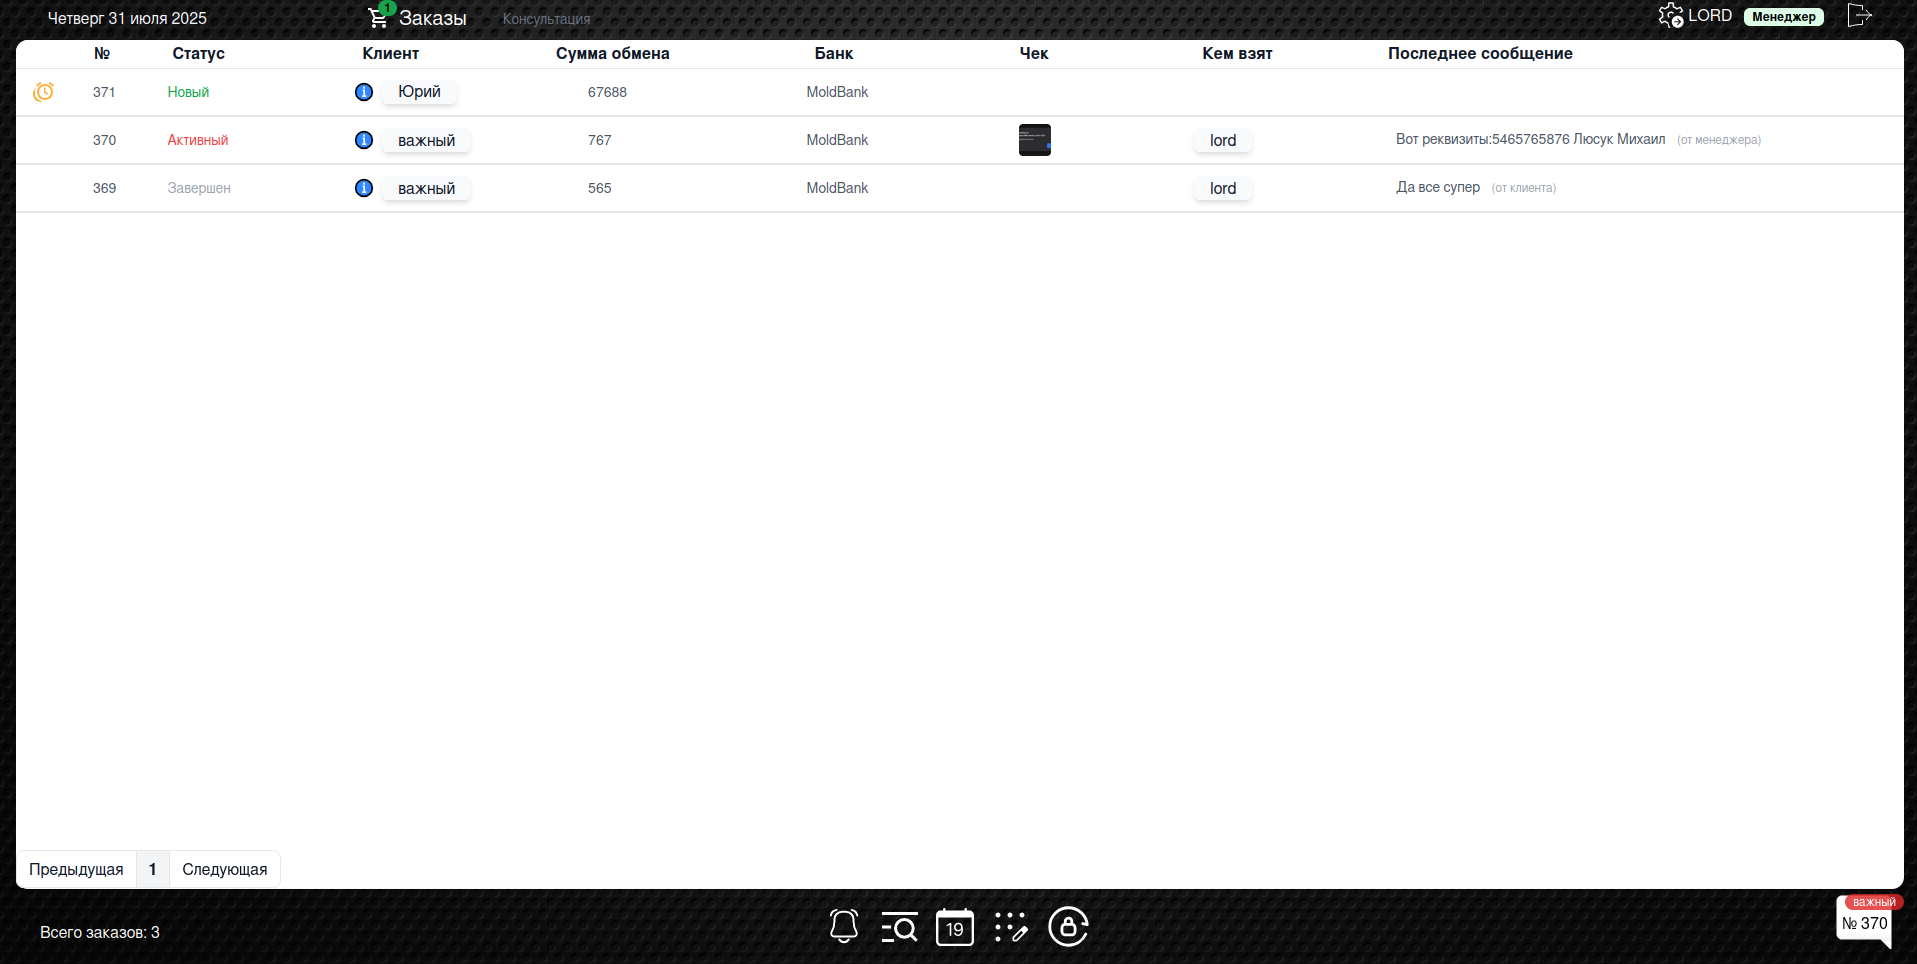 Четверг 31 июля 2025
1
Заказы
Консультация
LORD
Менеджер
№ Статус Клиент Сумма обмена Банк Чек Кем взят Последнее сообщение
371 Новый Юрий 67688 MoldBank
370 Активный важный 767 MoldBank lord Вот реквизиты:5465765876 Люсук Михаил (от менеджера)
369 Завершен важный 565 MoldBank lord Да все супер (от клиента)
Предыдущая 1 Следующая
Всего заказов: 3
19
важный
№ 370